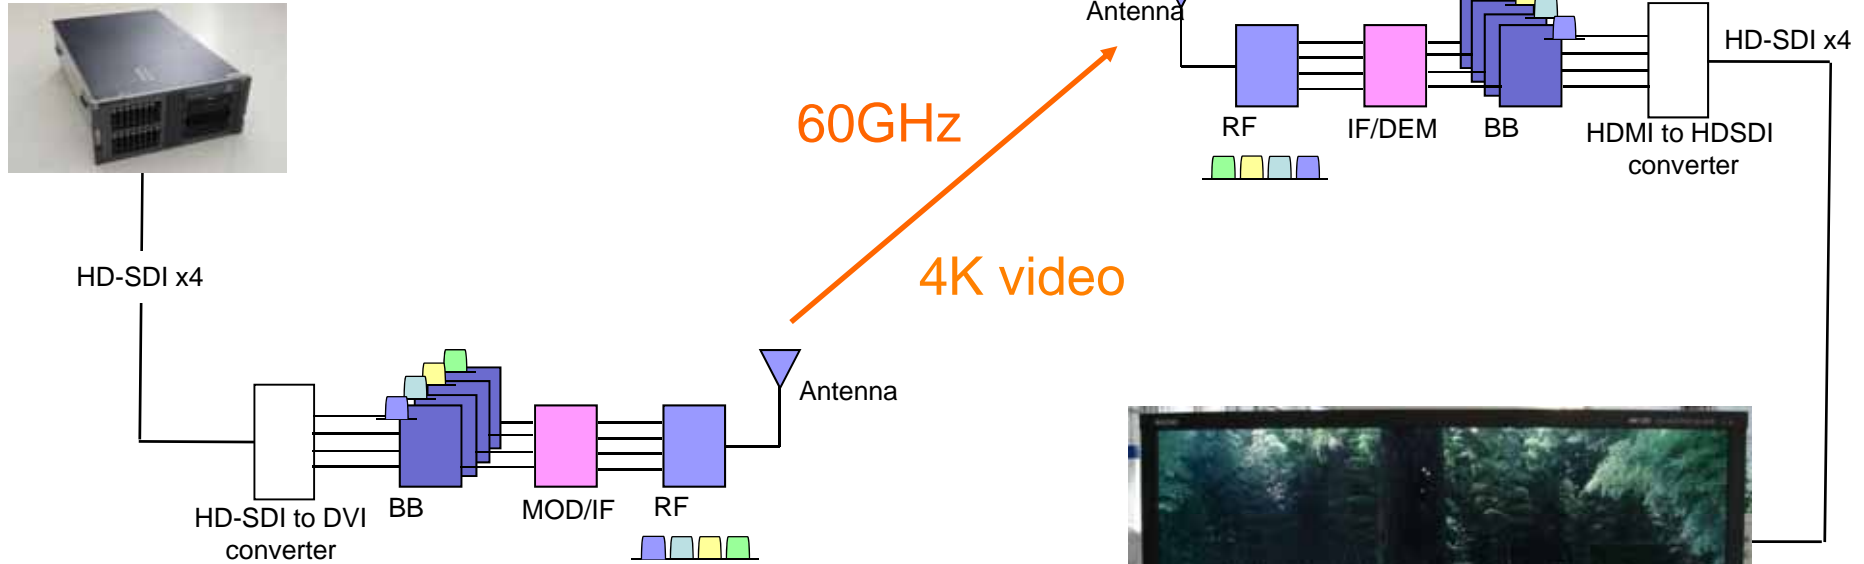 Antenna
HD-SDI x4
60GHz
RF
IF/DEM
BB
HDMI to HDSDI
converter
4K video
HD-SDI x4
Antenna
HD-SDI to DVI
converter
BB
MOD/IF
RF